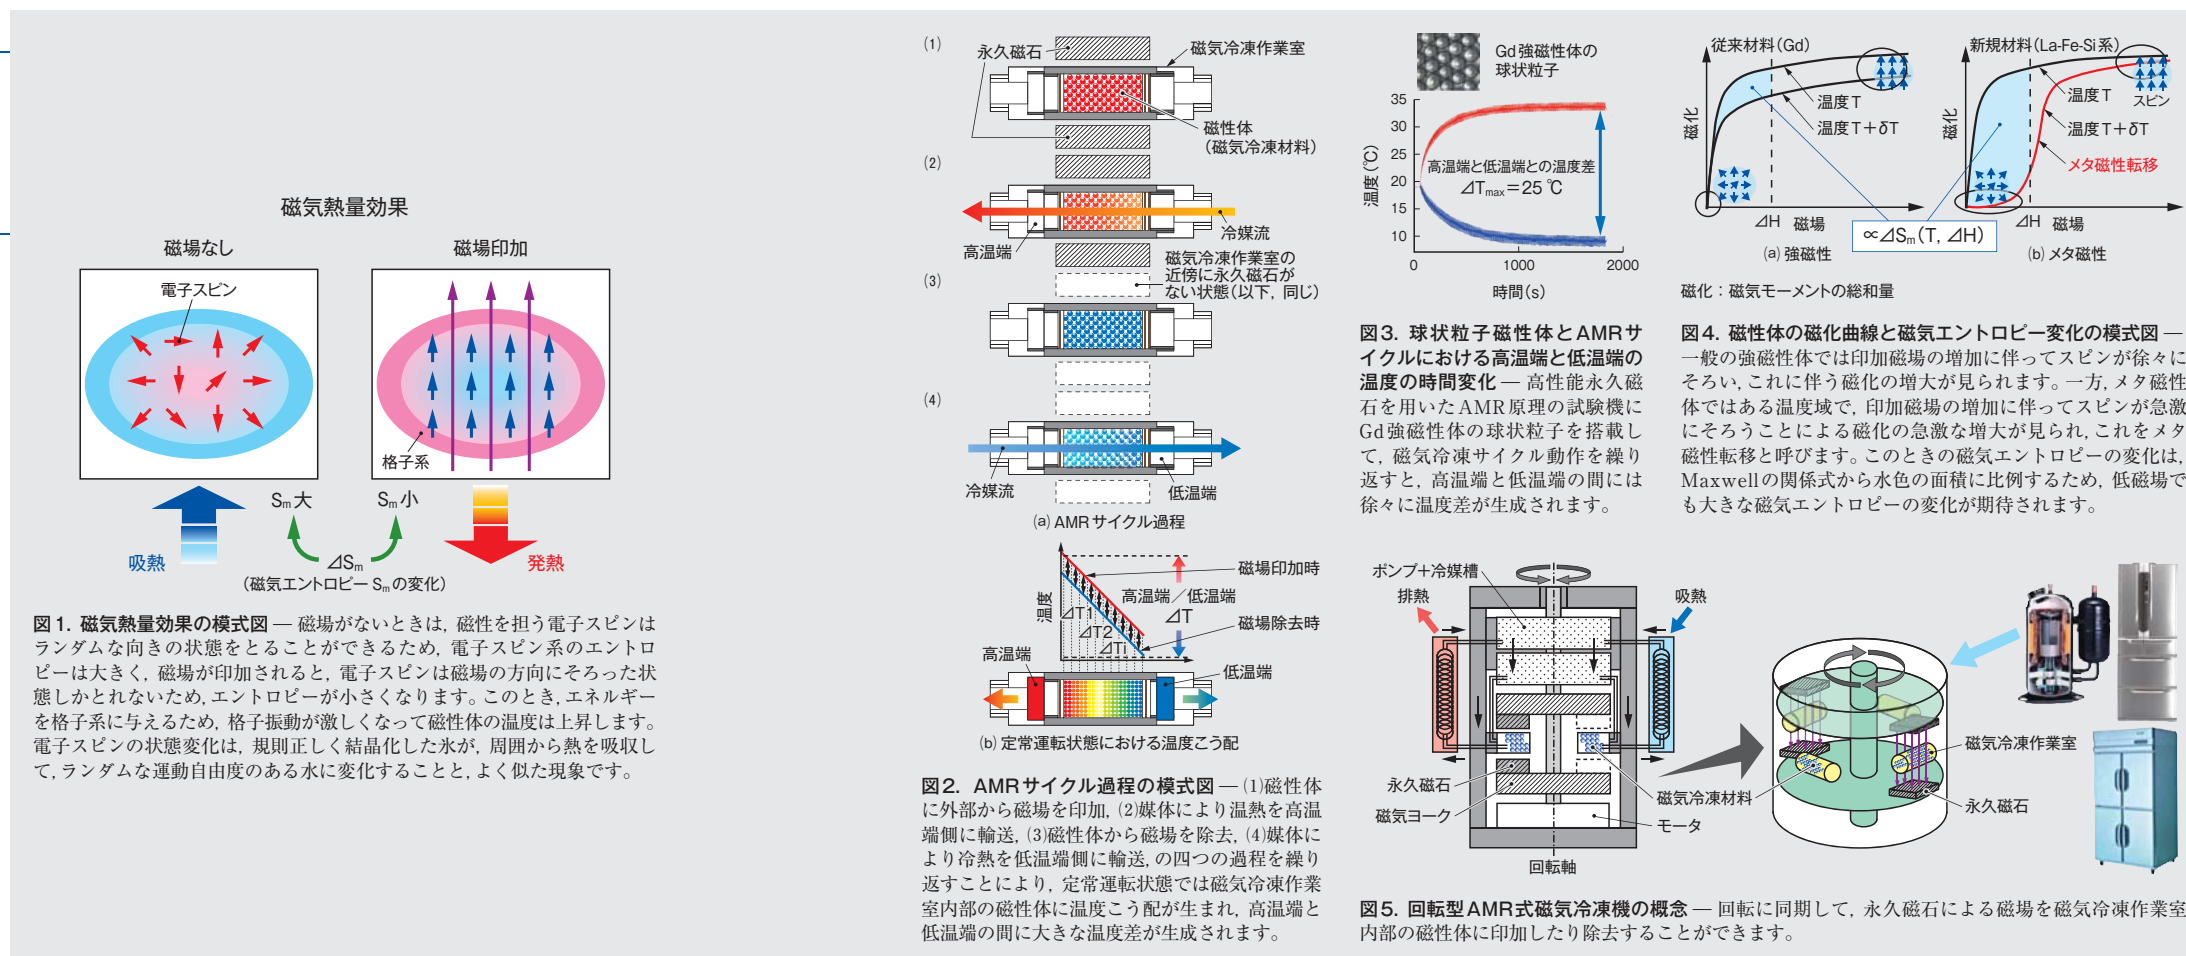 磁気熱量効果
磁場なし
磁場印加
電子スピン
格子系
Sm大
Sm小
吸熱
⊿Sm
発熱
（磁気エントロピー Smの変化）
図1. 磁気熱量効果の模式図 — 磁場がないときは，磁性を担う電子スピンは
ランダムな向きの状態をとることができるため，電子スピン系のエントロ
ピーは大きく，磁場が印加されると，電子スピンは磁場の方向にそろった状
態しかとれないため，エントロピーが小さくなります。このとき，エネルギー
を格子系に与えるため，格子振動が激しくなって磁性体の温度は上昇します。
電子スピンの状態変化は，規則正しく結晶化した氷が，周囲から熱を吸収し
て，ランダムな運動自由度のある水に変化することと，よく似た現象です。
(1)
永久磁石
磁気冷凍作業室
磁性体
（磁気冷凍材料）
(2)
高温端
冷媒流
磁気冷凍作業室の
近傍に永久磁石が
ない状態（以下，同じ）
(3)
(4)
冷媒流
低温端
(a) AMRサイクル過程
磁場印加時
高温端／低温端
温度
⊿T1
⊿T2
⊿Ti
⊿T
磁場除去時
高温端
低温端
(b) 定常運転状態における温度こう配
図2. AMRサイクル過程の模式図 — (1)磁性体
に外部から磁場を印加，(2)媒体により温熱を高温
端側に輸送，(3)磁性体から磁場を除去，(4)媒体に
より冷熱を低温端側に輸送，の四つの過程を繰り
返すことにより，定常運転状態では磁気冷凍作業
室内部の磁性体に温度こう配が生まれ，高温端と
低温端の間に大きな温度差が生成されます。
Gd強磁性体の
球状粒子
35
30
25
20
15
10
温度（℃）
高温端と低温端との温度差
⊿Tmax＝25 ℃
0
1000
2000
時間（s）
図3. 球状粒子磁性体とAMRサ
イクルにおける高温端と低温端の
温度の時間変化 — 高性能永久磁
石を用いたAMR原理の試験機に
Gd強磁性体の球状粒子を搭載し
て，磁気冷凍サイクル動作を繰り
返すと，高温端と低温端の間には
徐々に温度差が生成されます。
従来材料（Gd）
磁化
温度T
温度T＋δT
⊿H
磁場
(a) 強磁性
新規材料（La-Fe-Si系）
磁化
温度T
スピン
温度T＋δT
メタ磁性転移
⊿H
磁場
(b) メタ磁性
∝⊿Sm（T, ⊿H）
磁化：磁気モーメントの総和量
図4. 磁性体の磁化曲線と磁気エントロピー変化の模式図 —
一般の強磁性体では印加磁場の増加に伴ってスピンが徐々に
そろい，これに伴う磁化の増大が見られます。一方，メタ磁性
体ではある温度域で，印加磁場の増加に伴ってスピンが急激
にそろうことによる磁化の急激な増大が見られ，これをメタ
磁性転移と呼びます。このときの磁気エントロピーの変化は，
Maxwellの関係式から水色の面積に比例するため，低磁場で
も大きな磁気エントロピーの変化が期待されます。
ポンプ＋冷媒槽
排熱
吸熱
永久磁石
磁気ヨーク
磁気冷凍材料
モータ
回転軸
磁気冷凍作業室
永久磁石
図5. 回転型AMR式磁気冷凍機の概念 — 回転に同期して，永久磁石による磁場を磁気冷凍作業室
内部の磁性体に印加したり除去することができます。